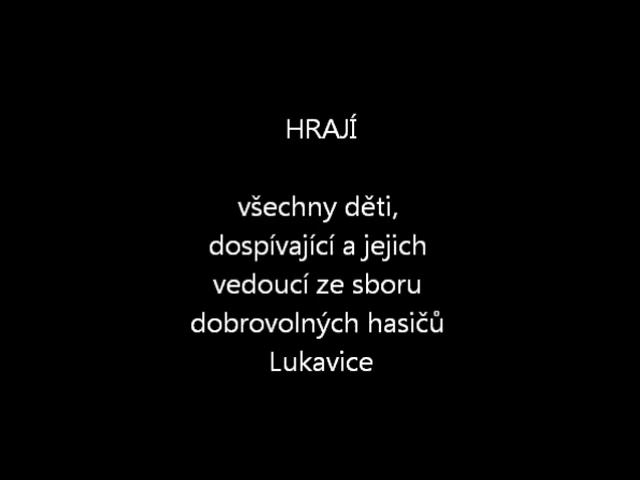 HRAJÍ
všechny děti,
dospívající a jejich
vedoucí ze sboru
dobrovolných hasičů
Lukavice